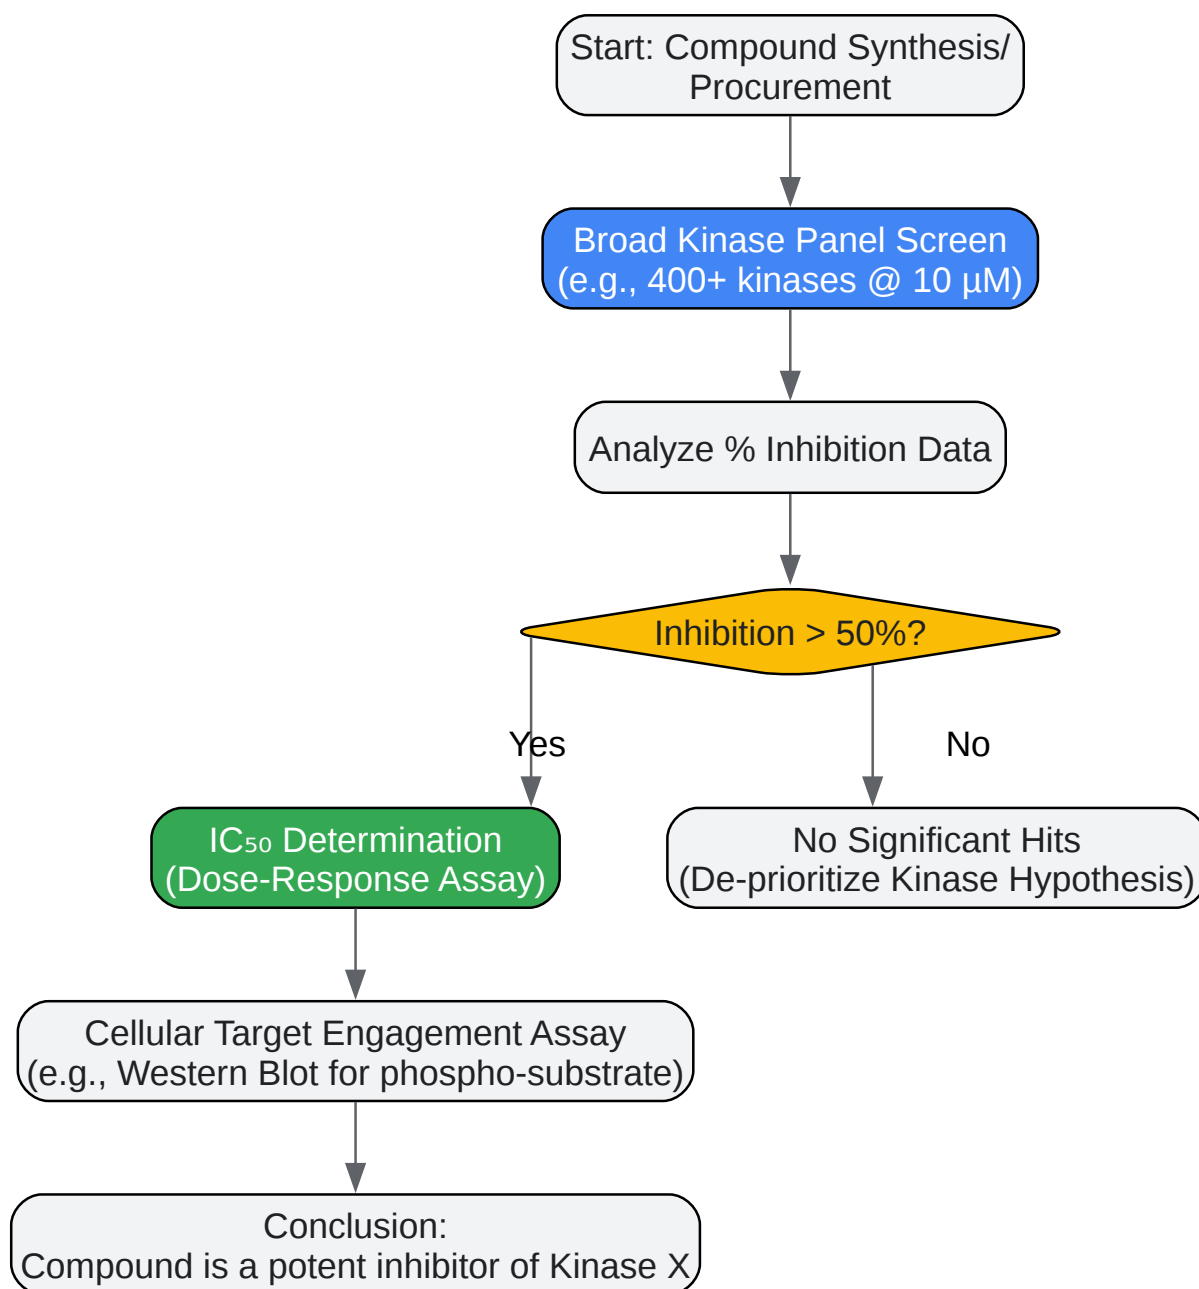 Start: Compound Synthesis/
Procurement
Broad Kinase Panel Screen
(e.g., 400+ kinases @ 10 µM)
Analyze % Inhibition Data
Inhibition > 50%?
Yes
No
IC₅₀ Determination
(Dose-Response Assay)
No Significant Hits
(De-prioritize Kinase Hypothesis)
Cellular Target Engagement Assay
(e.g., Western Blot for phospho-substrate)
Conclusion:
Compound is a potent inhibitor of Kinase X